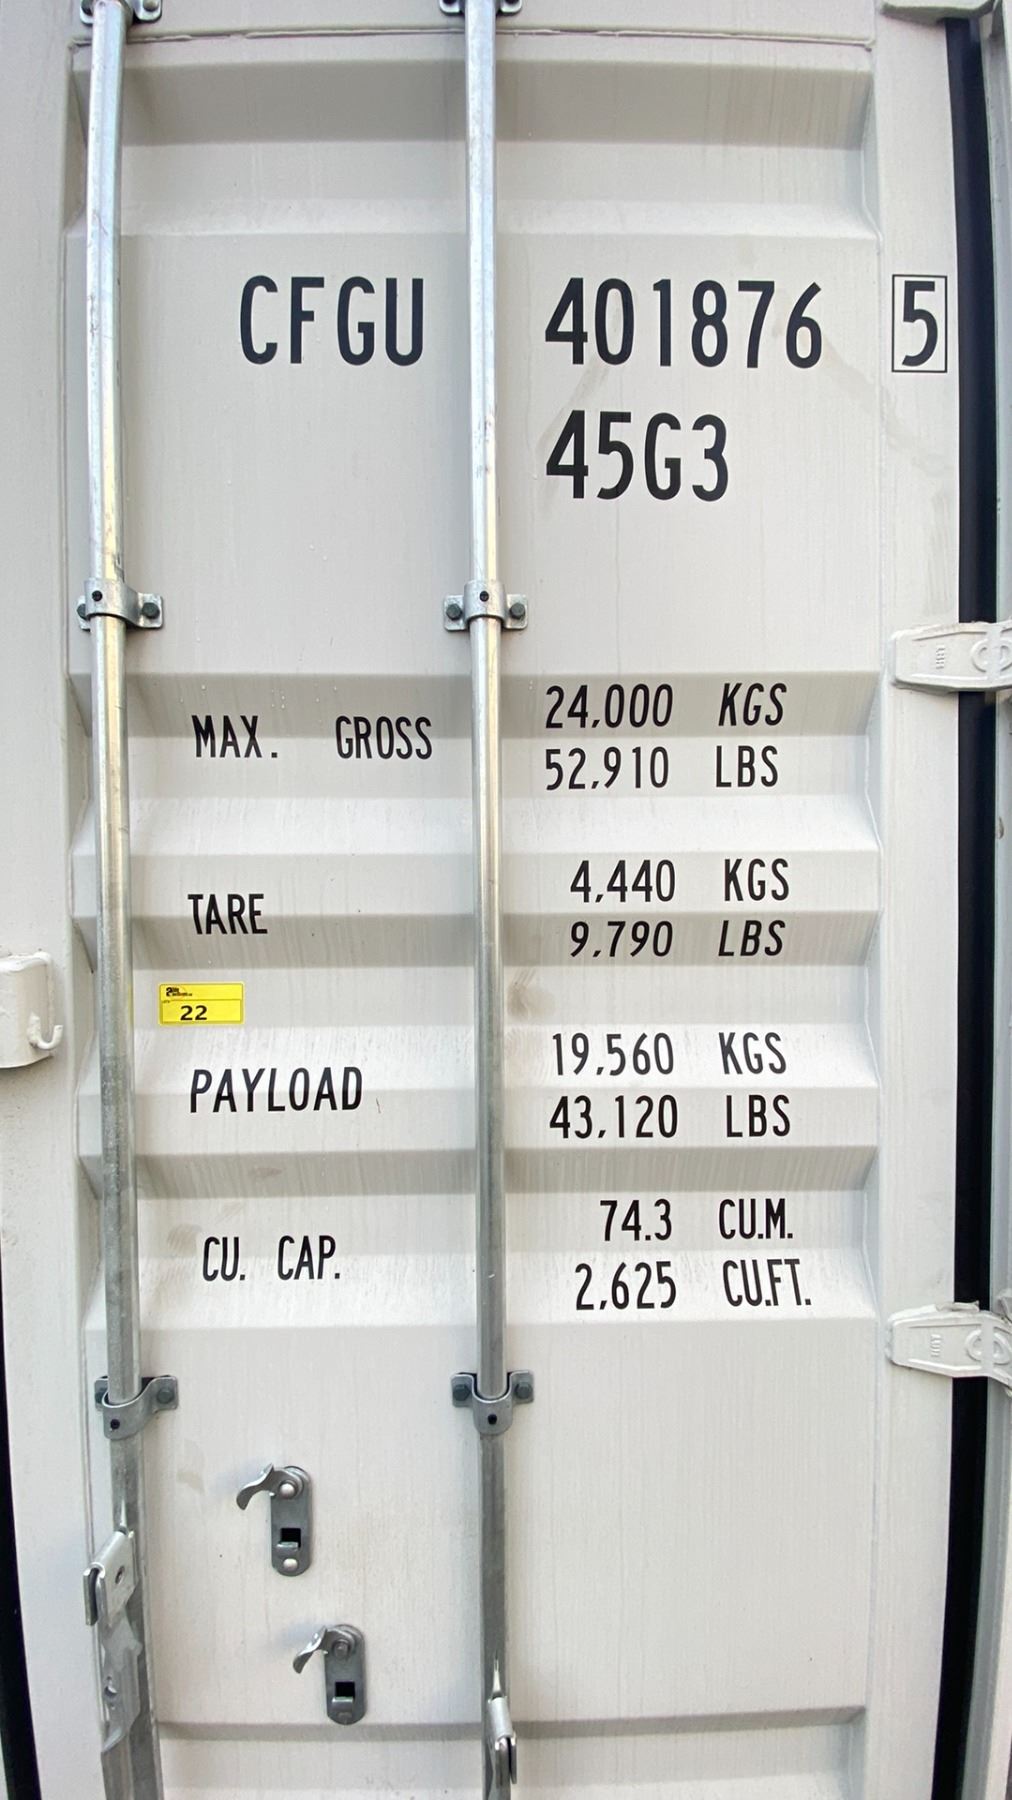 CFGU 401876 5
45G3
MAX. GROSS 24,000 KGS
52,910 LBS
TARE 4,440 KGS
9,790 LBS
22
PAYLOAD 19,560 KGS
43,120 LBS
CU. CAP. 74.3 CU.M.
2,625 CU.FT.